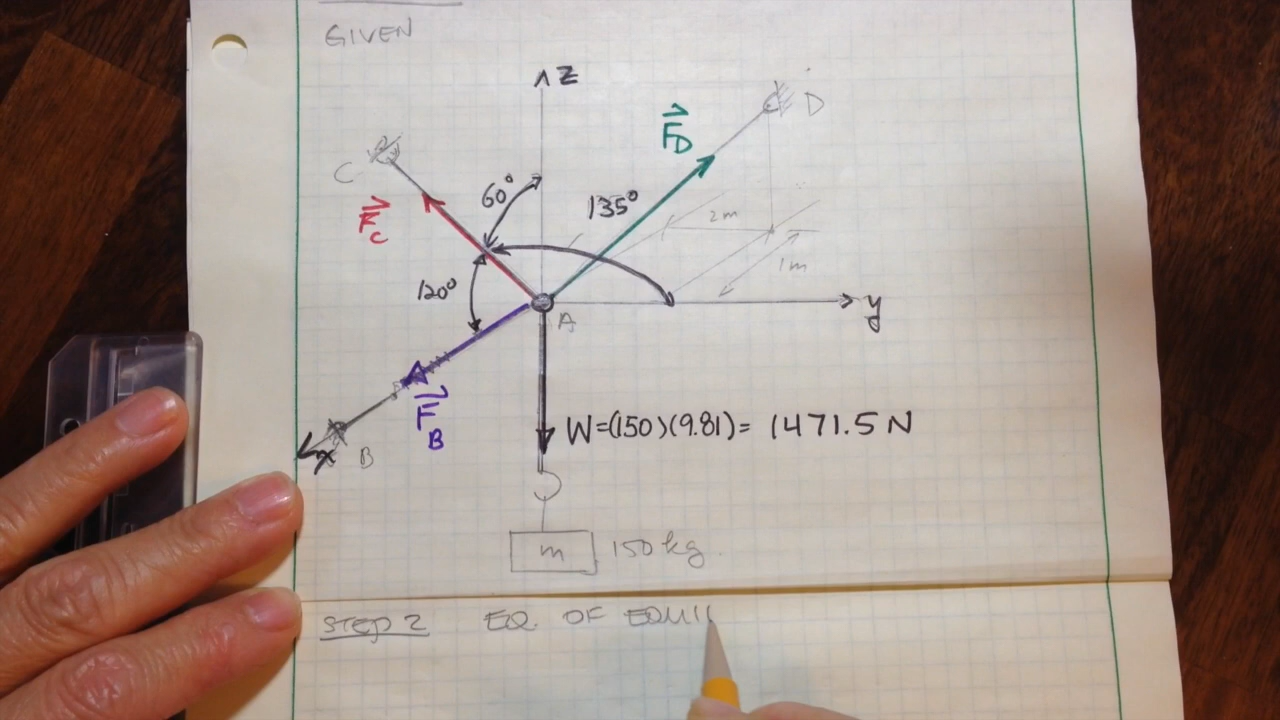 GIVEN
z
D
F_D
C
60°
135°
F_C
2m
1m
120°
A
y
F_B
W=(150)(9.81)= 1471.5 N
x
B
m
150 kg
STEP 2 EQ. OF EQUI